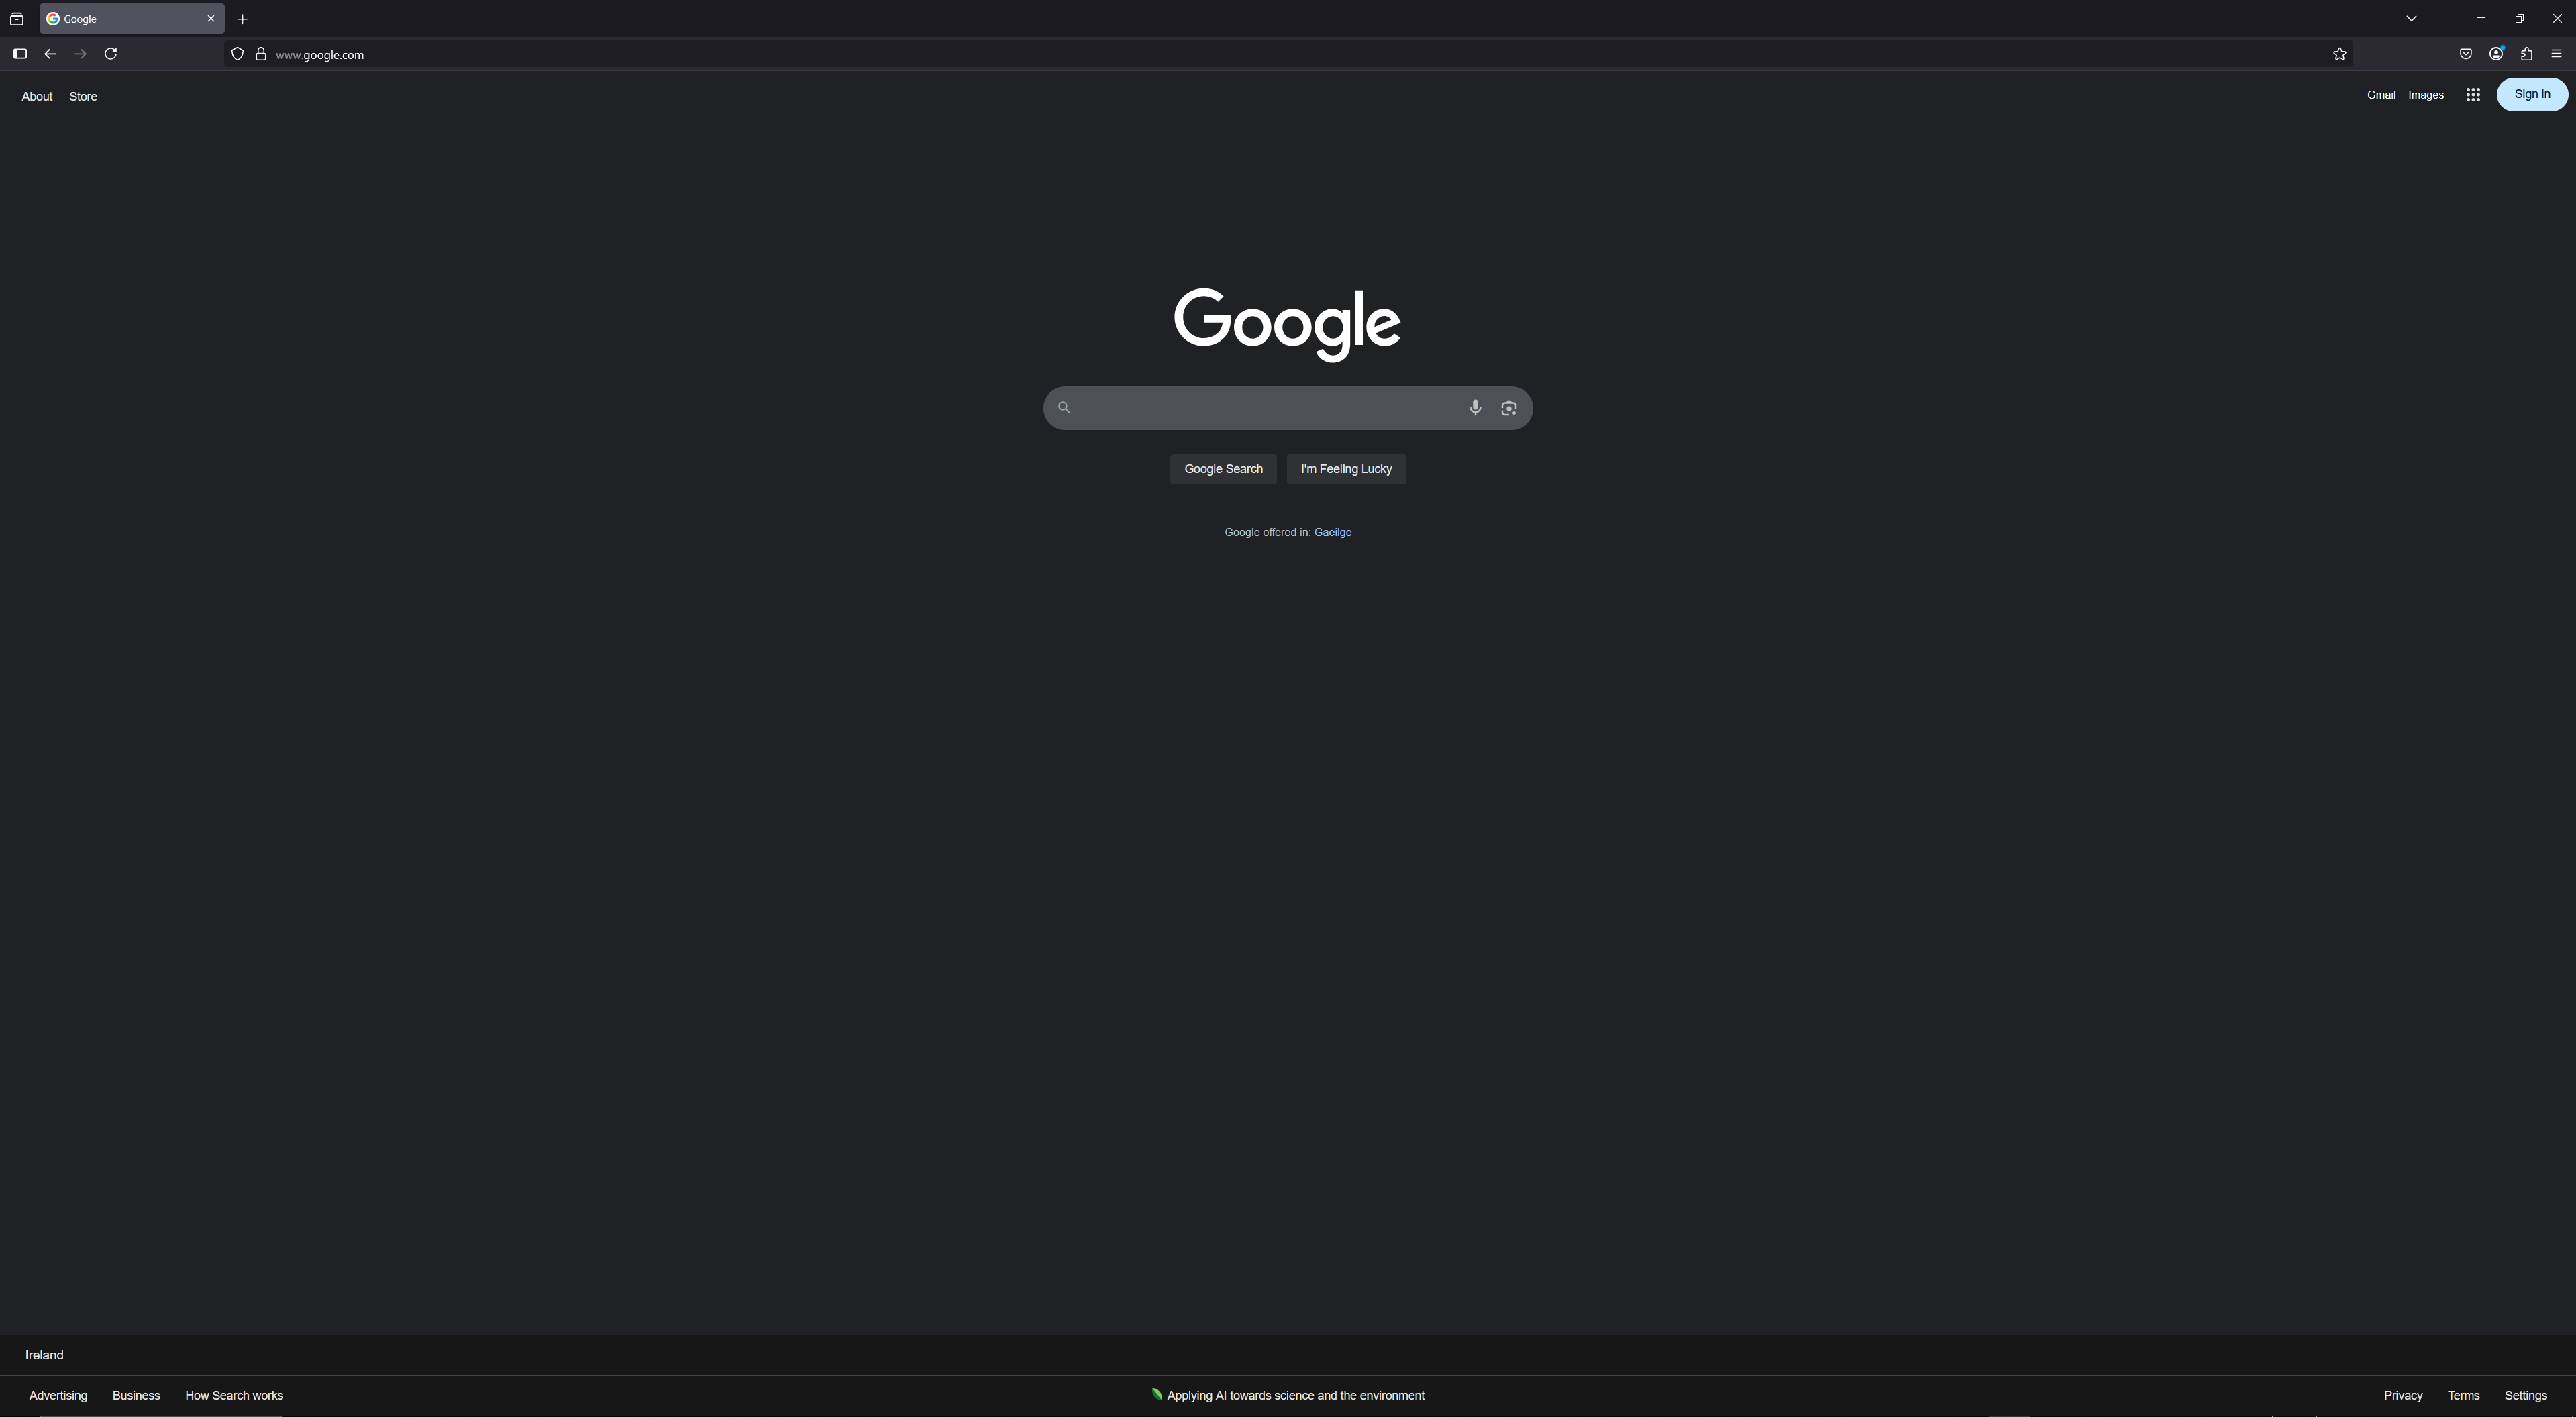 Google
www.google.com
About Store
Gmail Images Sign in
Google
Google Search I'm Feeling Lucky
Google offered in: Gaeilge
Ireland
Advertising Business How Search works
Applying AI towards science and the environment
Privacy Terms Settings